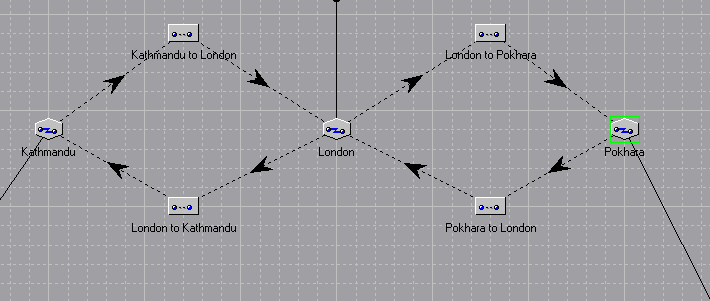 Kathmandu to London
London to Pokhara
Kathmandu
London
Pokhara
London to Kathmandu
Pokhara to London